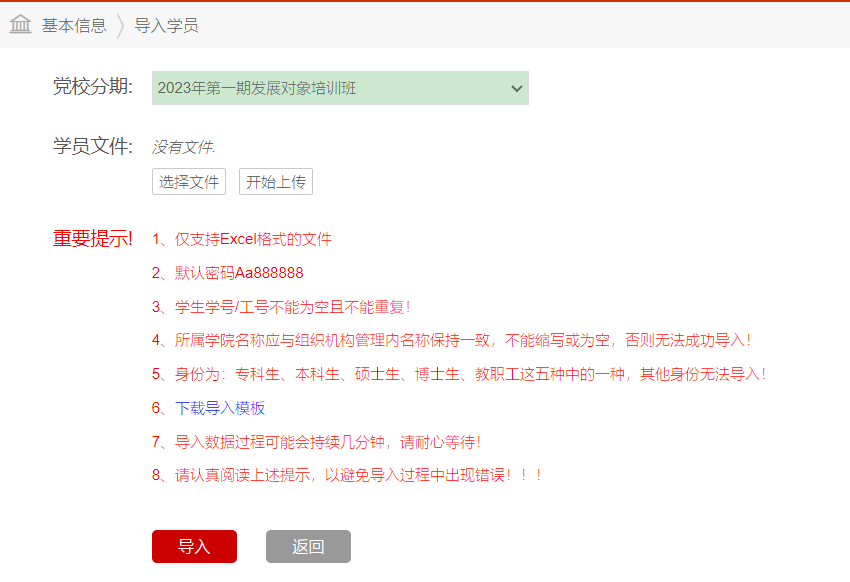 基本信息 导入学员
党校分期: 2023年第一期发展对象培训班
学员文件: 没有文件.
选择文件 开始上传
重要提示! 1、仅支持Excel格式的文件
2、默认密码Aa888888
3、学生学号/工号不能为空且不能重复!
4、所属学院名称应与组织机构管理内名称保持一致，不能缩写或为空，否则无法成功导入!
5、身份为：专科生、本科生、硕士生、博士生、教职工这五种中的一种，其他身份无法导入!
6、下载导入模板
7、导入数据过程可能会持续几分钟，请耐心等待!
8、请认真阅读上述提示，以避免导入过程中出现错误！！！
导入 返回